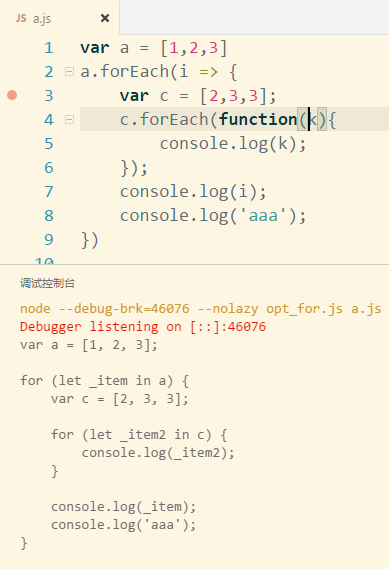 JS a.js ×
1 var a = [1,2,3]
2 a.forEach(i => {
3     var c = [2,3,3];
4     c.forEach(function(k){
5         console.log(k);
6     });
7     console.log(i);
8     console.log('aaa');
9 })
10
调试控制台
node --debug-brk=46076 --nolazy opt_for.js a.js
Debugger listening on [::]:46076
var a = [1, 2, 3];
for (let _item in a) {
    var c = [2, 3, 3];
    for (let _item2 in c) {
        console.log(_item2);
    }
    console.log(_item);
    console.log('aaa');
}